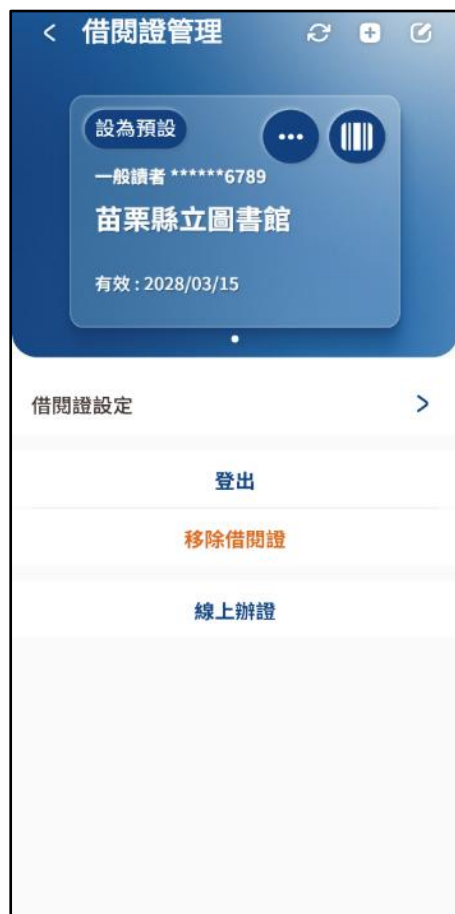 借閱證管理
設為預設
一般讀者 ******6789
苗栗縣立圖書館
有效 : 2028/03/15
借閱證設定
登出
移除借閱證
線上辦證